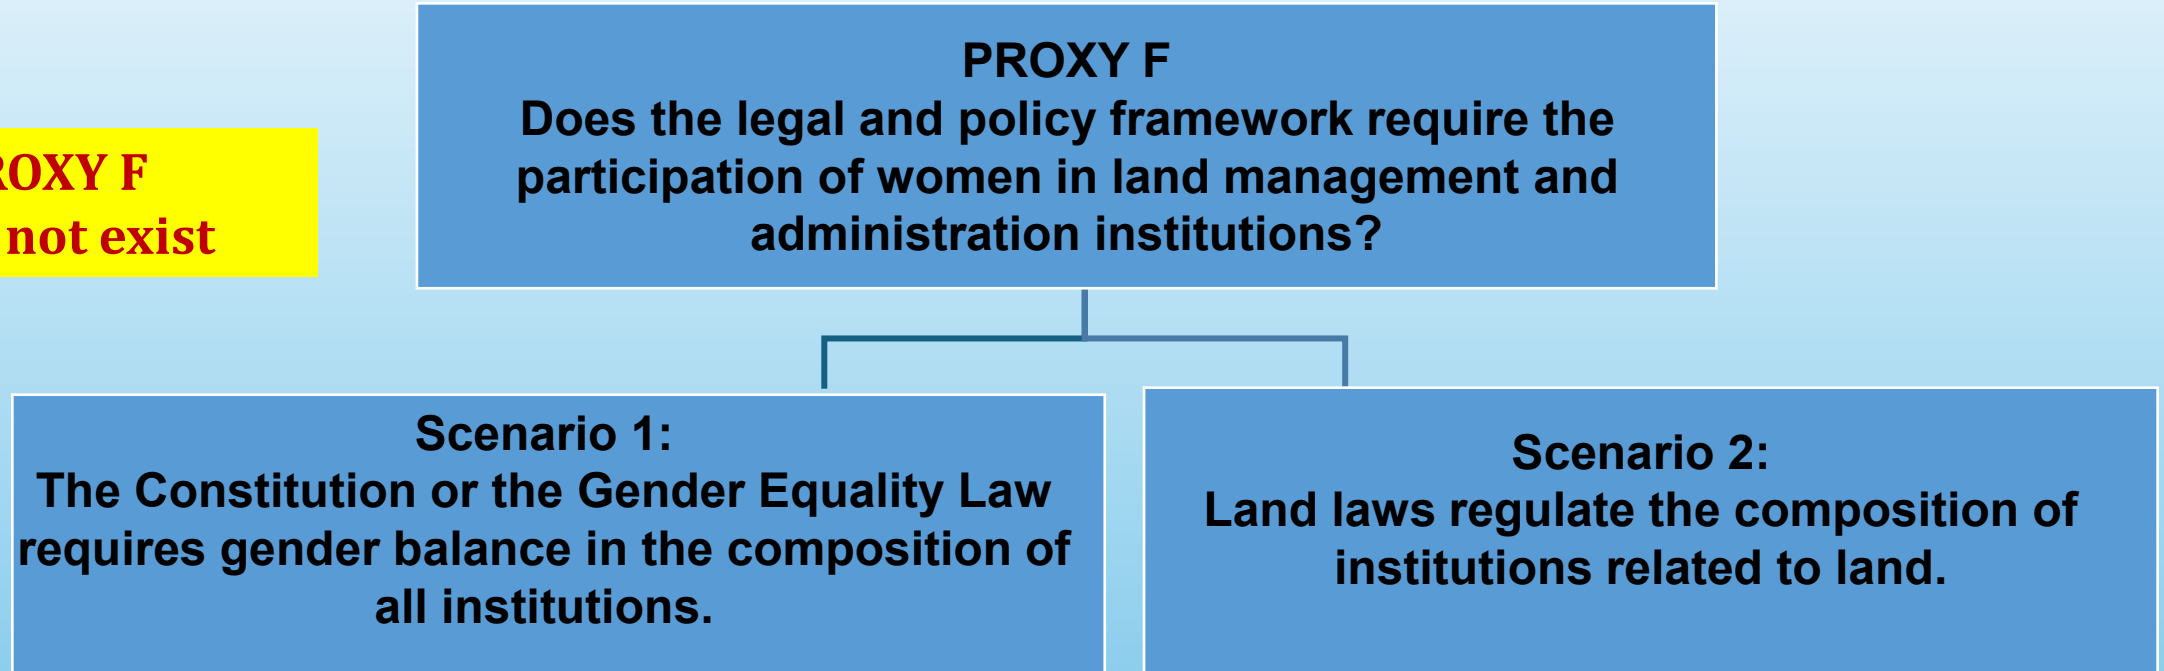 PROXY F
Does the legal and policy framework require the
participation of women in land management and
administration institutions?
F
not exist
Scenario 1:
The Constitution or the Gender Equality Law
requires gender balance in the composition of
all institutions.
Scenario 2:
Land laws regulate the composition of
institutions related to land.